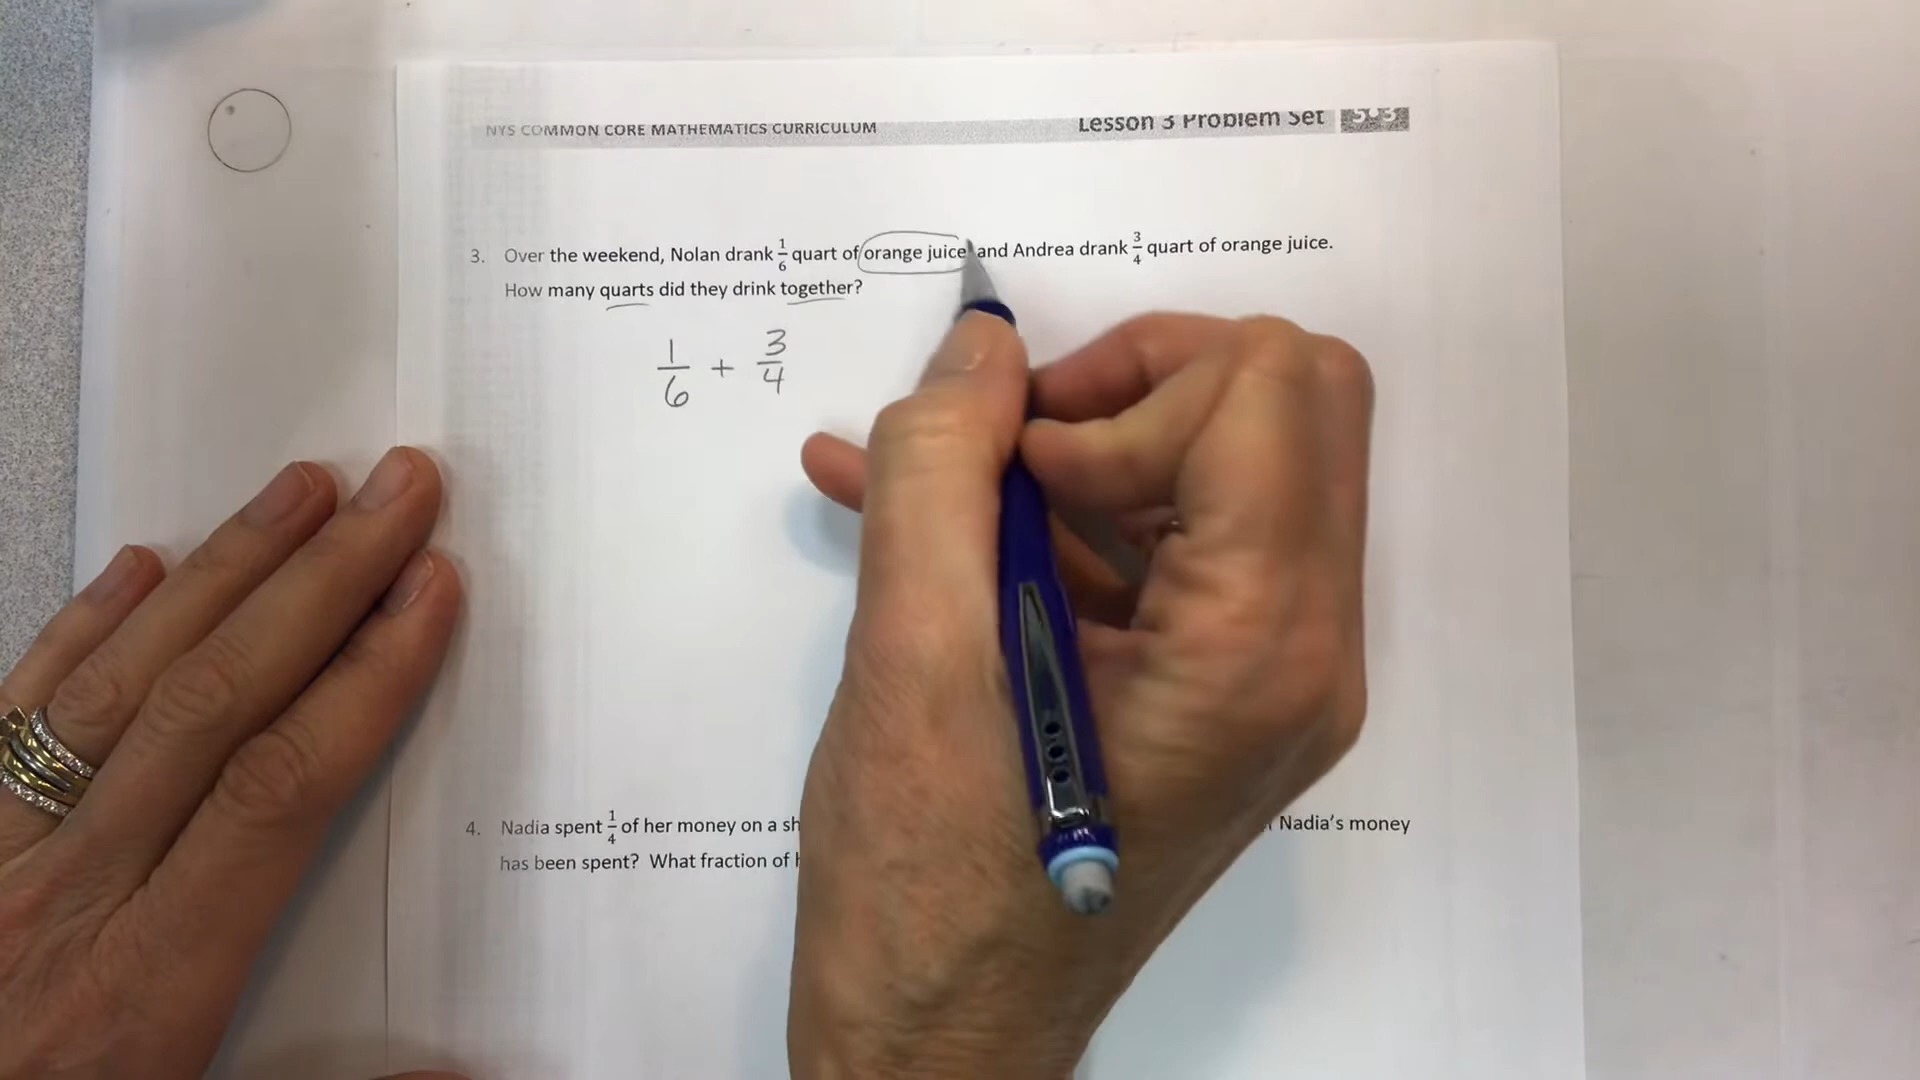 NYS COMMON CORE MATHEMATICS CURRICULUM Lesson 3 Problem Set 5•3
3. Over the weekend, Nolan drank 1/6 quart of orange juice, and Andrea drank 3/4 quart of orange juice.
How many quarts did they drink together?
1/6 + 3/4
4. Nadia spent 1/4 of her money on a Nadia's money
has been spent? What fraction of